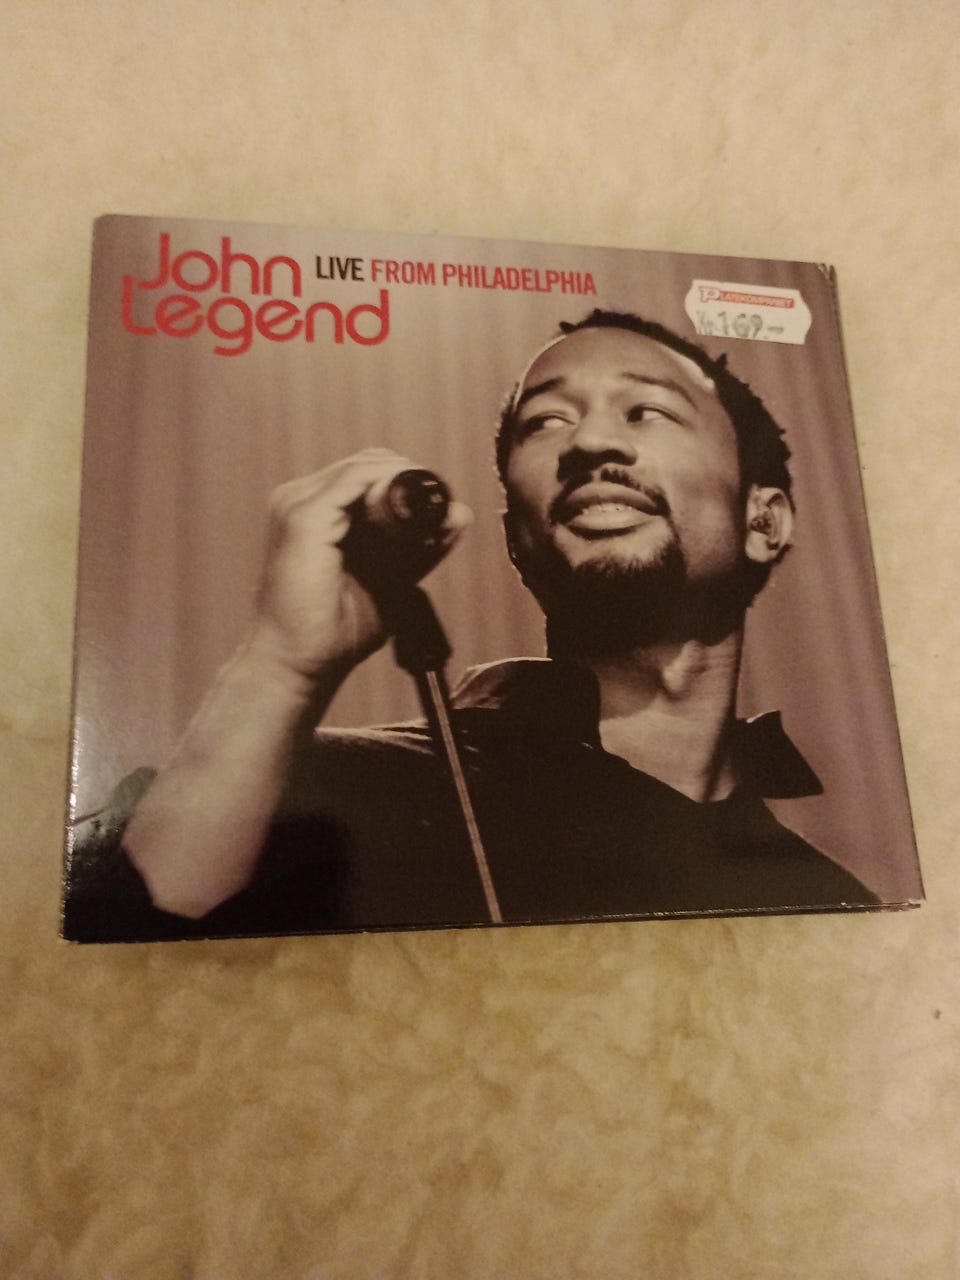 John
Legend
LIVE FROM PHILADELPHIA
PLATEKOMPANIET
Kr 169.-